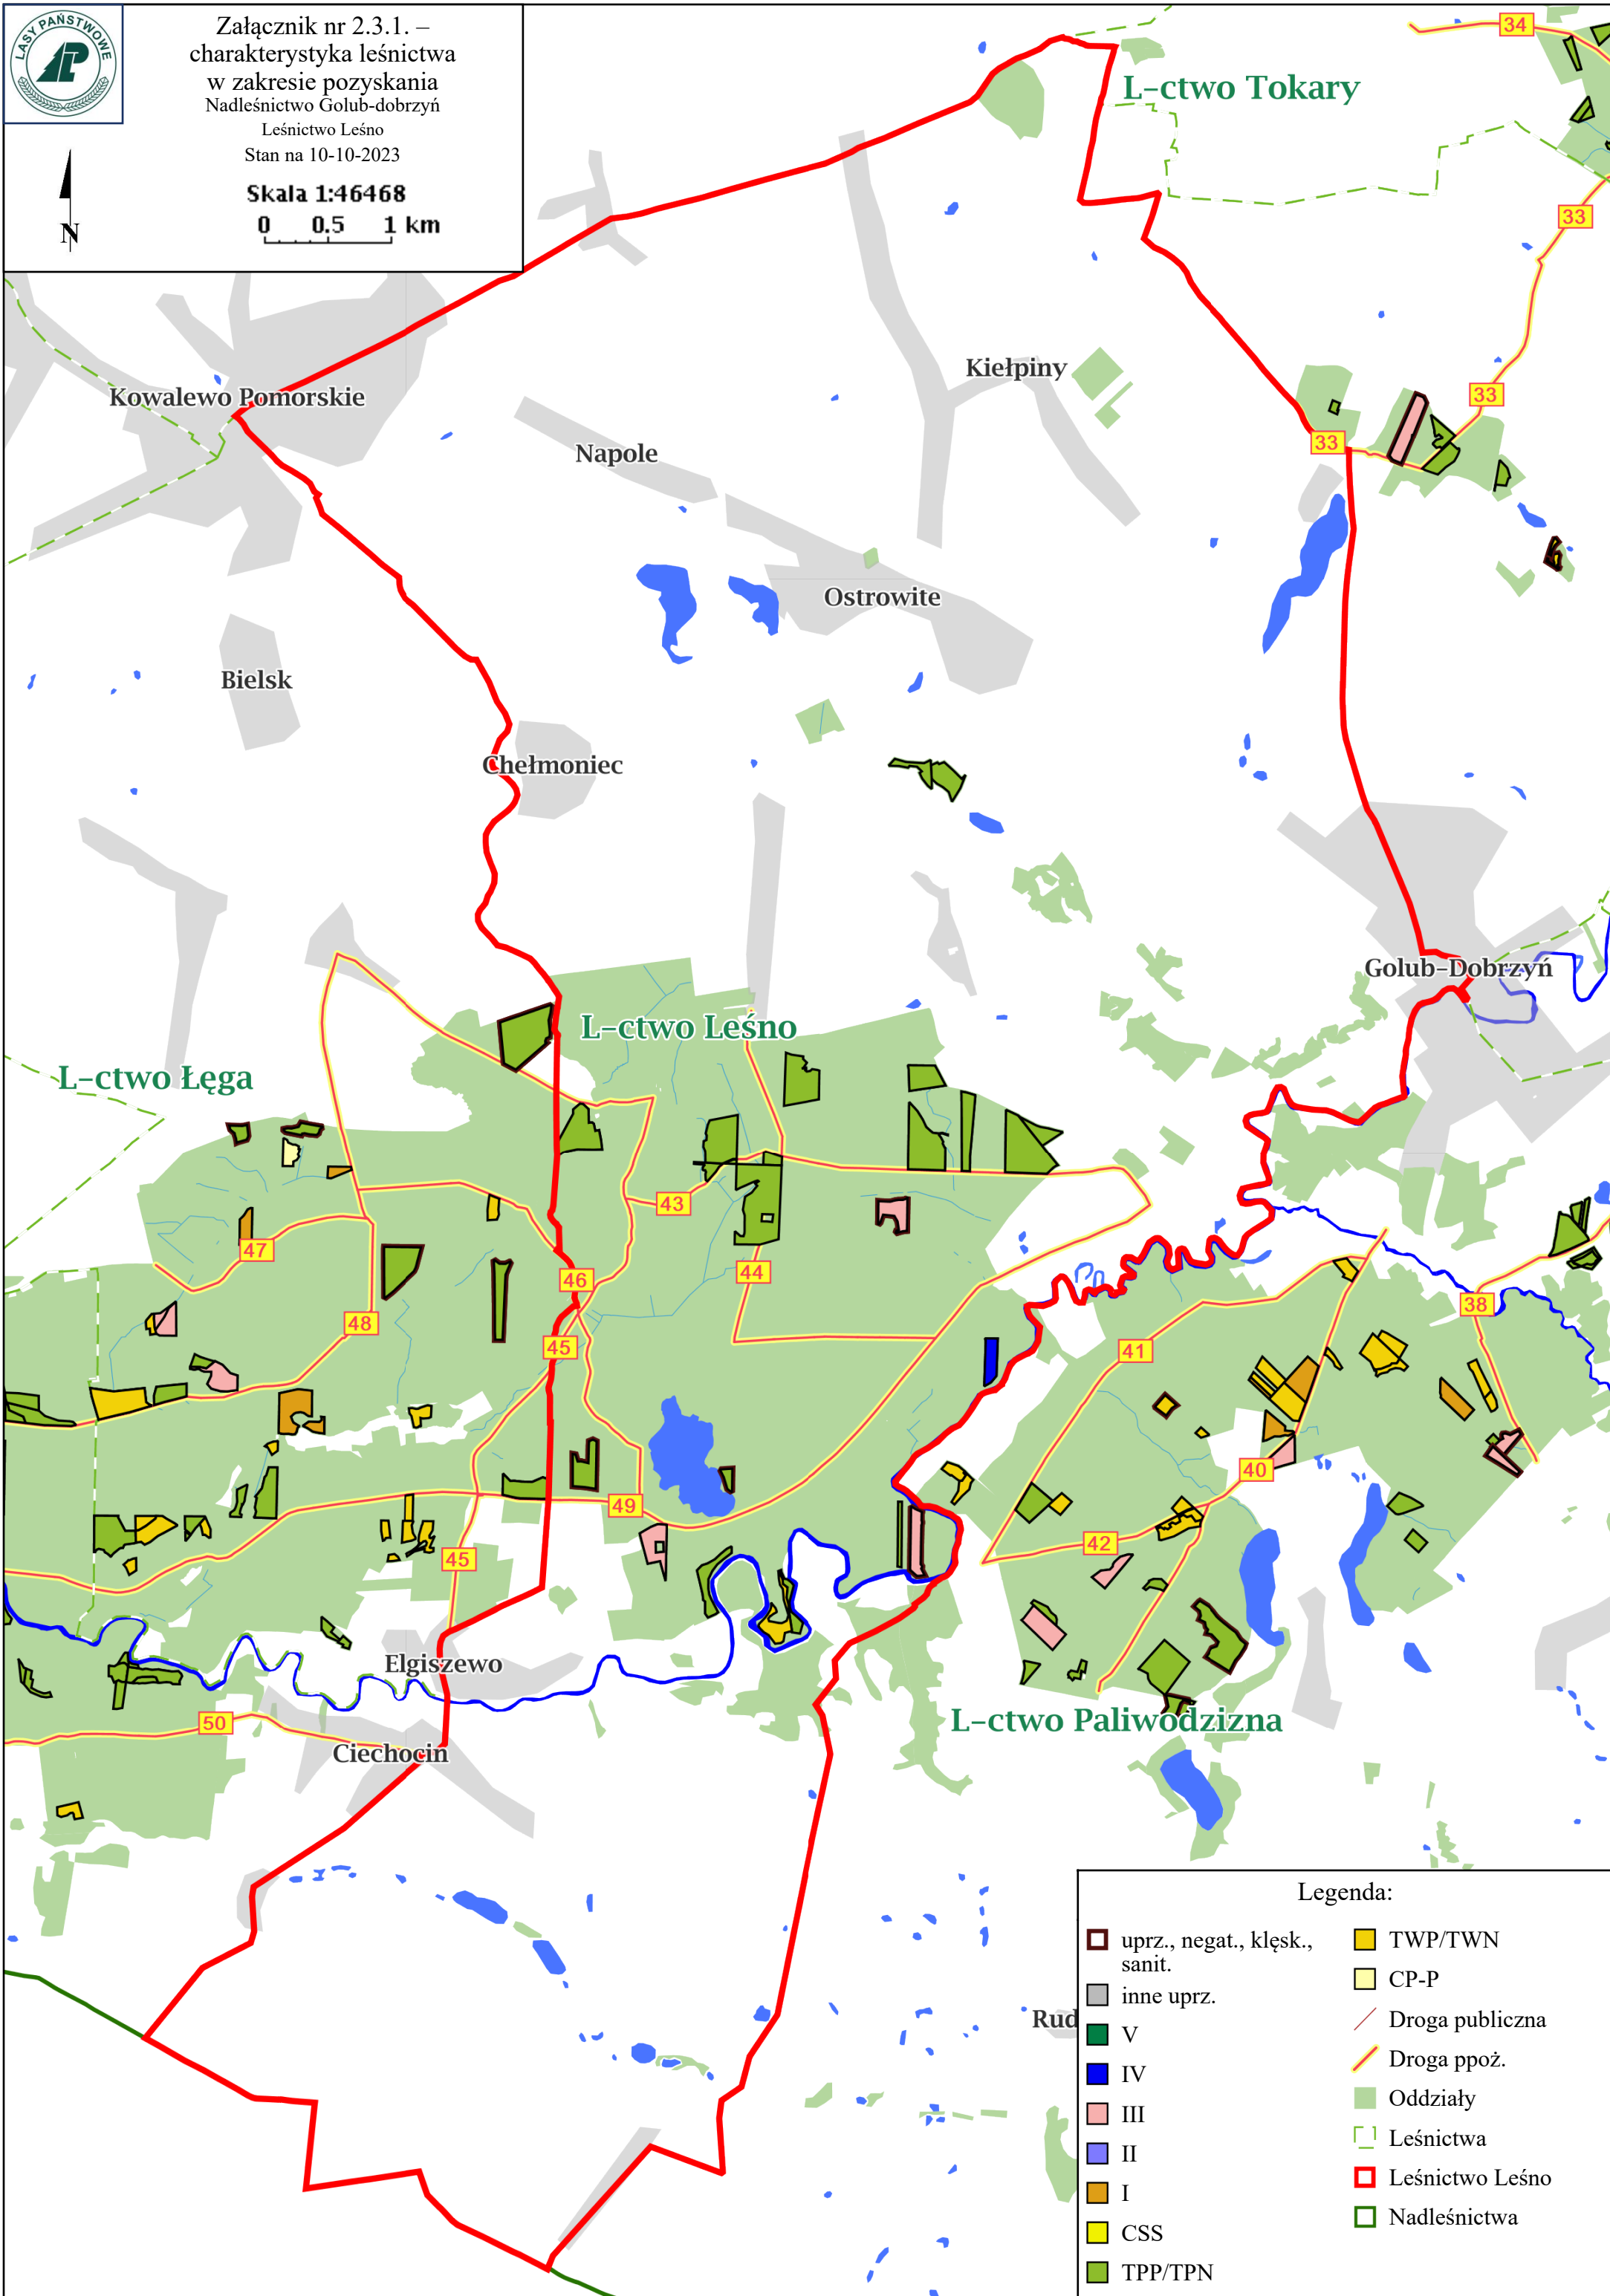 LASY PAŃSTWOWE
Załącznik nr 2.3.1. –
charakterystyka leśnictwa
w zakresie pozyskania
Nadleśnictwo Golub-dobrzyń
Leśnictwo Leśno
Stan na 10-10-2023
Skala 1:46468
0 0.5 1 km
N
34
L-ctwo Tokary
33
Kiełpiny
33
Kowalewo Pomorskie
33
Napole
Ostrowite
Bielsk
Chełmoniec
Golub-Dobrzyń
L-ctwo Leśno
L-ctwo Łęga
43
47
44
46
38
48
45
41
40
49
42
45
Elgiszewo
L-ctwo Paliwodzizna
50
Ciechocin
Rud
Legenda:
uprz., negat., klęsk.,
sanit.
inne uprz.
V
IV
III
II
I
CSS
TPP/TPN
TWP/TWN
CP-P
Droga publiczna
Droga ppoż.
Oddziały
Leśnictwa
Leśnictwo Leśno
Nadleśnictwa